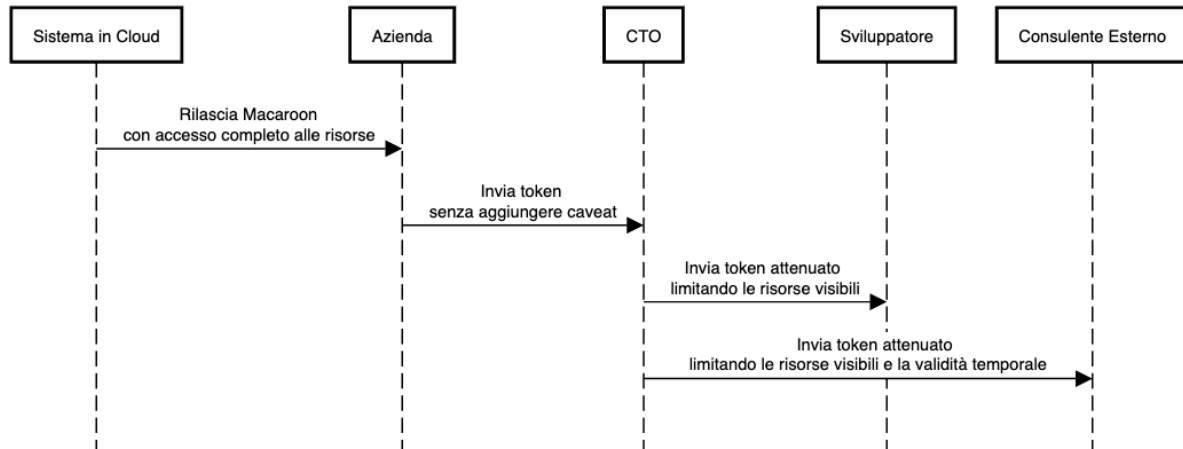 Sistema in Cloud
Azienda
CTO
Sviluppatore
Consulente Esterno
Rilascia Macaroon
con accesso completo alle risorse
Invia token
senza aggiungere caveat
Invia token attenuato
limitando le risorse visibili
Invia token attenuato
limitando le risorse visibili e la validità temporale